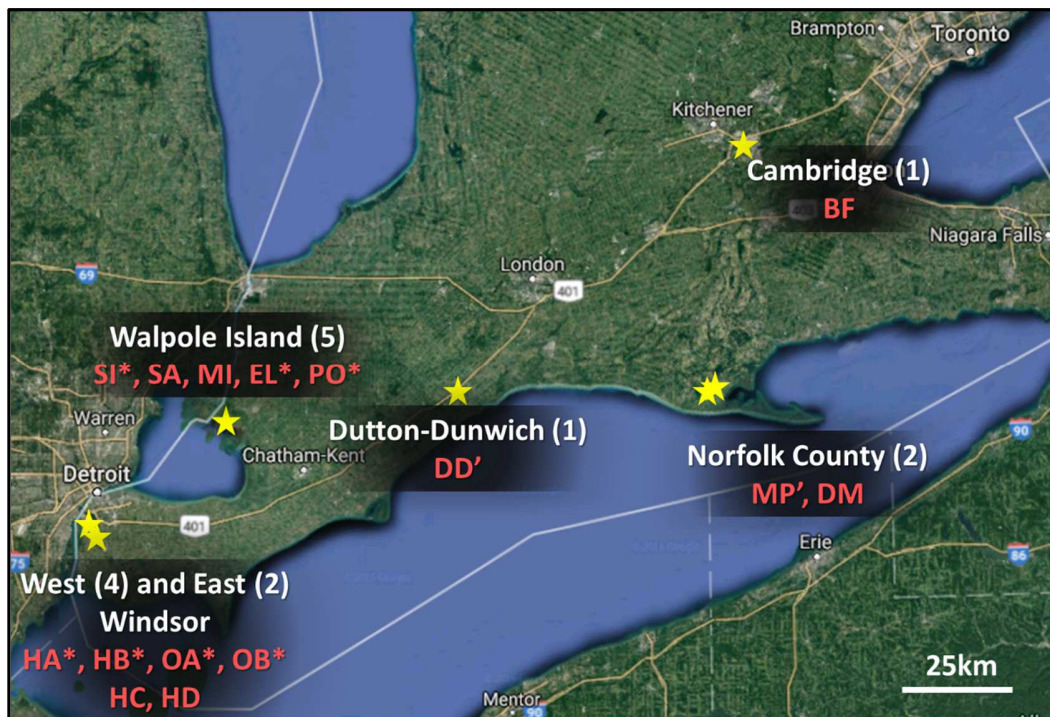 Brampton
Toronto
Kitchener
Cambridge (1)
BF
Niagara Falls
69
London
401
Walpole Island (5)
SI*, SA, MI, EL*, PO*
Warren
Dutton-Dunwich (1)
DD’
Chatham-Kent
Detroit
Norfolk County (2)
MP’, DM
90
401
75
Erie
86
West (4) and East (2)
Windsor
HA*, HB*, OA*, OB*
HC, HD
25km
Mentor
90